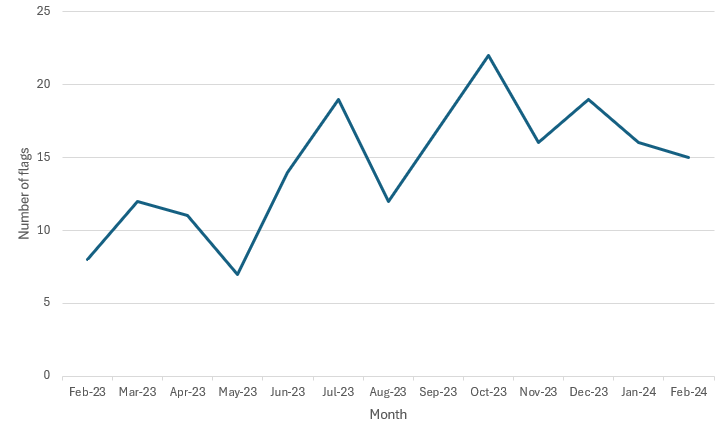 25
20
15
10
5
0
Number of flags
Feb-23 Mar-23 Apr-23 May-23 Jun-23 Jul-23 Aug-23 Sep-23 Oct-23 Nov-23 Dec-23 Jan-24 Feb-24
Month